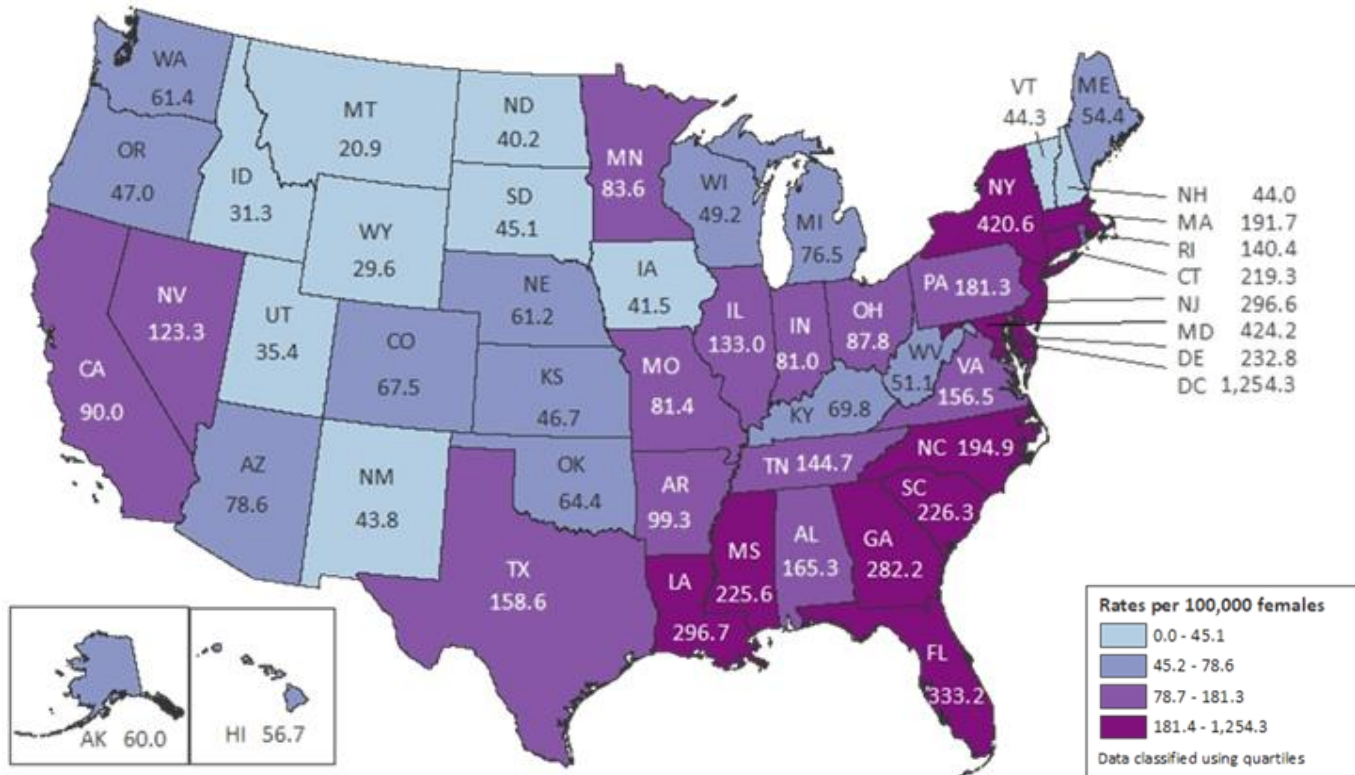 WA
61.4
OR
47.0
CA
90.0
NV
123.3
ID
31.3
MT
20.9
WY
29.6
UT
35.4
AZ
78.6
CO
67.5
NM
43.8
ND
40.2
SD
45.1
NE
61.2
KS
46.7
OK
64.4
TX
158.6
MN
83.6
IA
41.5
MO
81.4
AR
99.3
LA
296.7
WI
49.2
IL
133.0
MI
76.5
IN
81.0
OH
87.8
KY 69.8
TN 144.7
MS
225.6
AL
165.3
GA
282.2
FL
333.2
SC
226.3
NC 194.9
VA
156.5
WV
51.1
PA 181.3
NY
420.6
VT
44.3
ME
54.4
NH 44.0
MA 191.7
RI 140.4
CT 219.3
NJ 296.6
MD 424.2
DE 232.8
DC 1,254.3
AK 60.0
HI 56.7
Rates per 100,000 females
0.0 - 45.1
45.2 - 78.6
78.7 - 181.3
181.4 - 1,254.3
Data classified using quartiles